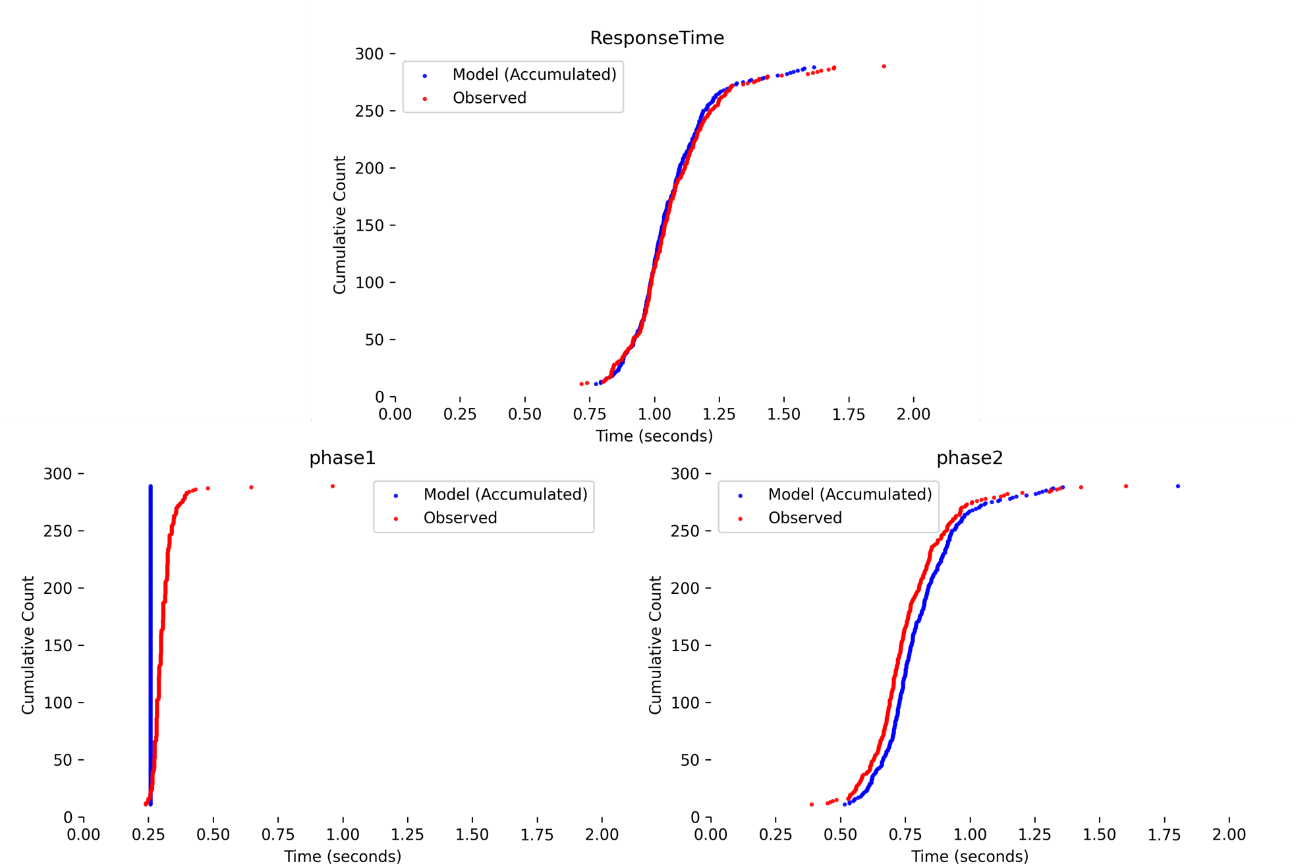 ResponseTime
300
Model (Accumulated)
Observed
250
200
150
100
50
0
Cumulative Count
0.00 0.25 0.50 0.75 1.00 1.25 1.50 1.75 2.00
Time (seconds)
phase1
300
Model (Accumulated)
Observed
250
200
150
100
50
0
Cumulative Count
0.00 0.25 0.50 0.75 1.00 1.25 1.50 1.75 2.00
Time (seconds)
phase2
300
Model (Accumulated)
Observed
250
200
150
100
50
0
Cumulative Count
0.00 0.25 0.50 0.75 1.00 1.25 1.50 1.75 2.00
Time (seconds)